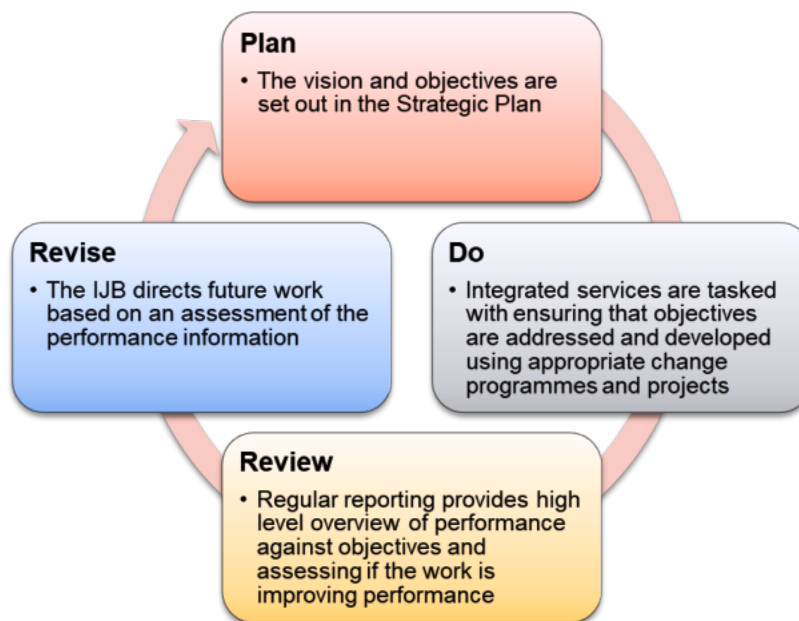 Plan
• The vision and objectives are
set out in the Strategic Plan
Do
• Integrated services are tasked
with ensuring that objectives
are addressed and developed
using appropriate change
programmes and projects
Review
• Regular reporting provides high
level overview of performance
against objectives and
assessing if the work is
improving performance
Revise
• The IJB directs future work
based on an assessment of the
performance information